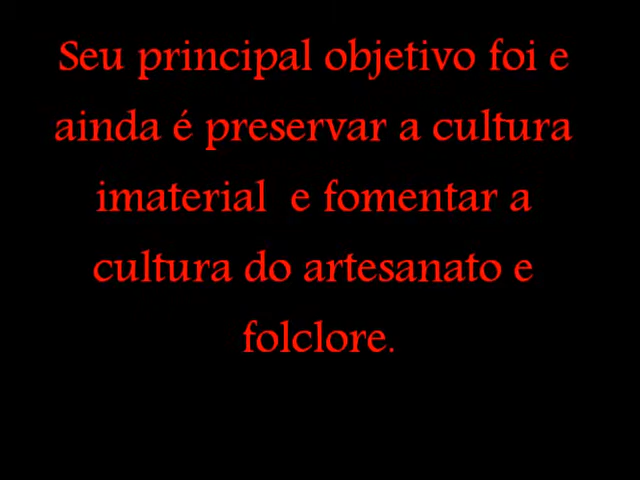 Seu principal objetivo foi e
ainda é preservar a cultura
imaterial  e fomentar a
cultura do artesanato e
folclore.